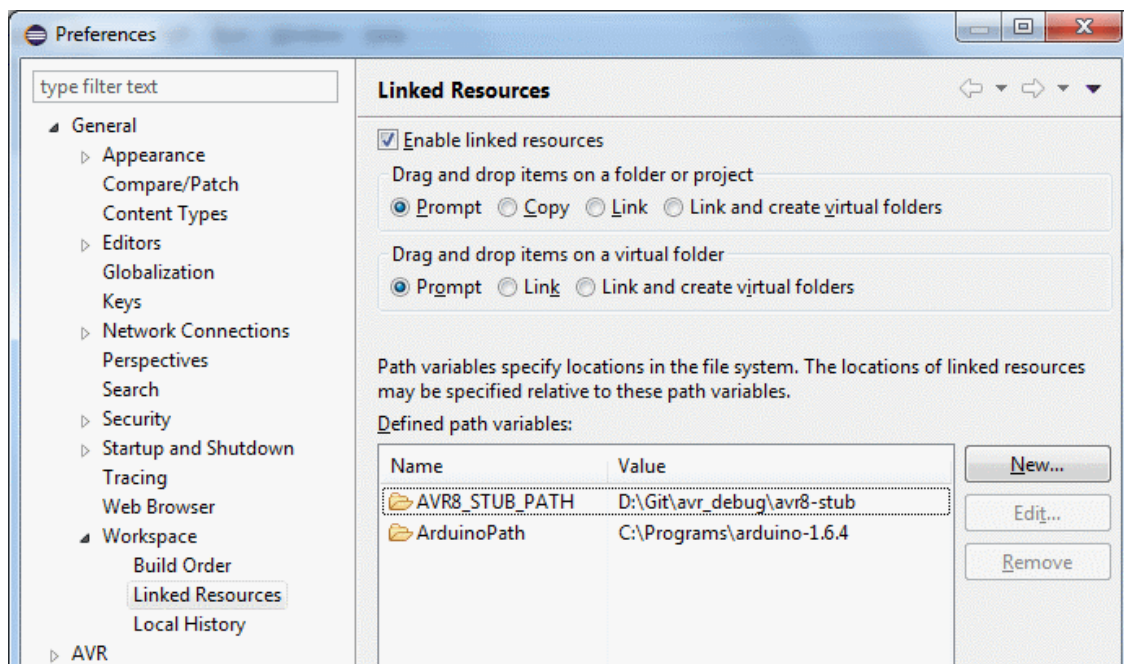 Preferences
type filter text
General
Appearance
Compare/Patch
Content Types
Editors
Globalization
Keys
Network Connections
Perspectives
Search
Security
Startup and Shutdown
Tracing
Web Browser
Workspace
Build Order
Linked Resources
Local History
AVR
Linked Resources
Enable linked resources
Drag and drop items on a folder or project
Prompt Copy Link Link and create virtual folders
Drag and drop items on a virtual folder
Prompt Link Link and create virtual folders
Path variables specify locations in the file system. The locations of linked resources
may be specified relative to these path variables.
Defined path variables:
Name Value
AVR8_STUB_PATH D:\Git\avr_debug\avr8-stub
ArduinoPath C:\Programs\arduino-1.6.4
New...
Edit...
Remove